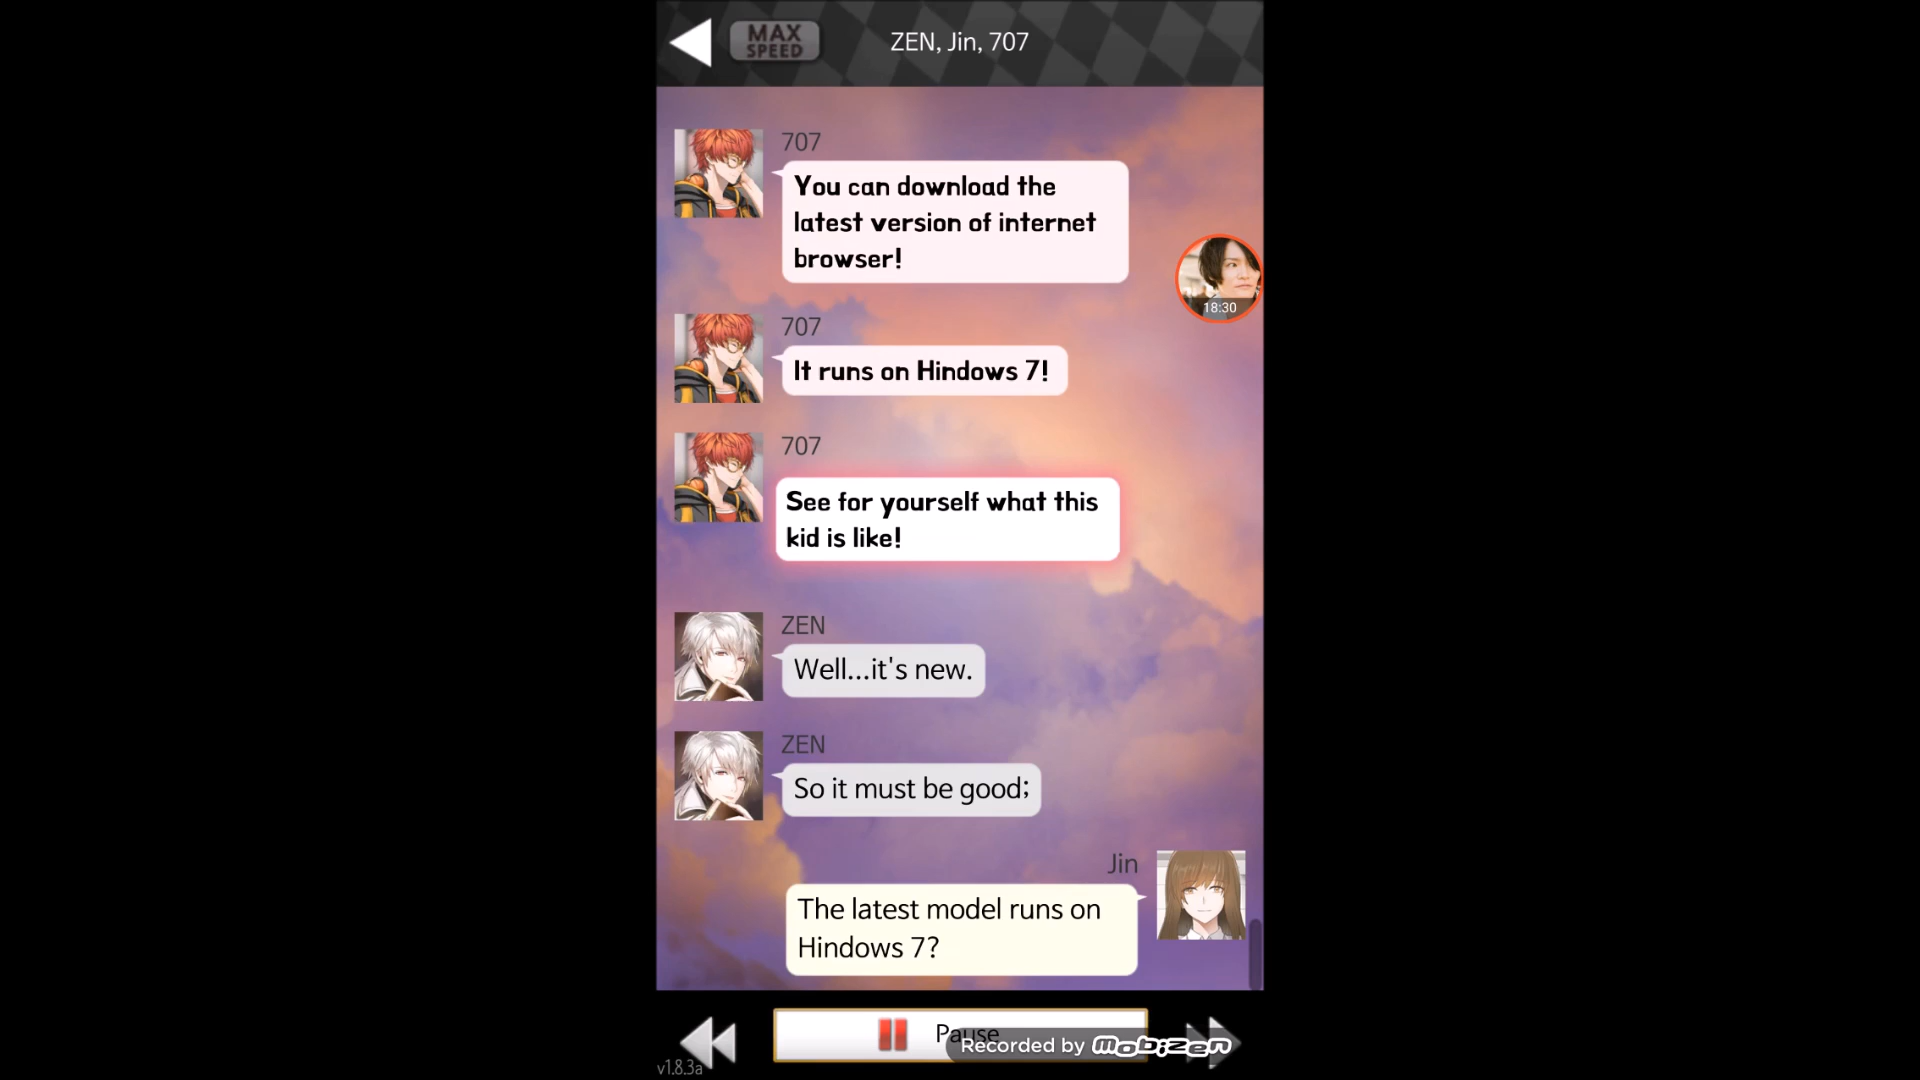 MAX
SPEED
ZEN, Jin, 707
707
You can download the
latest version of internet
browser!
18:30
707
It runs on Hindows 7!
707
See for yourself what this
kid is like!
ZEN
Well...it's new.
ZEN
So it must be good;
Jin
The latest model runs on
Hindows 7?
Pause
Recorded by Mobizen
v1.8.3a